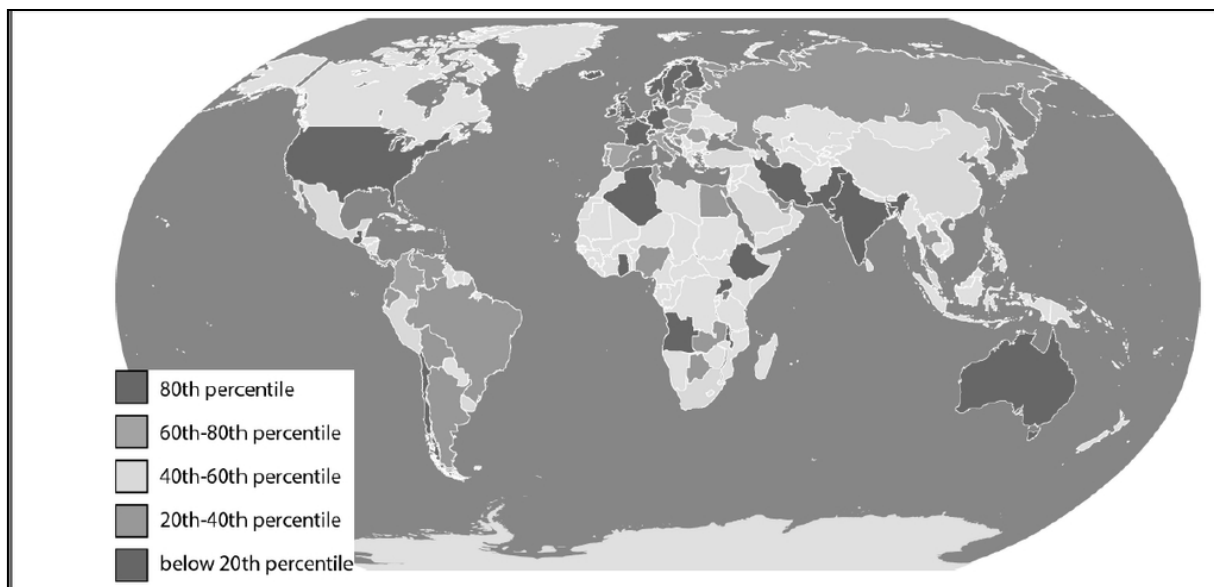 80th percentile
60th-80th percentile
40th-60th percentile
20th-40th percentile
below 20th percentile